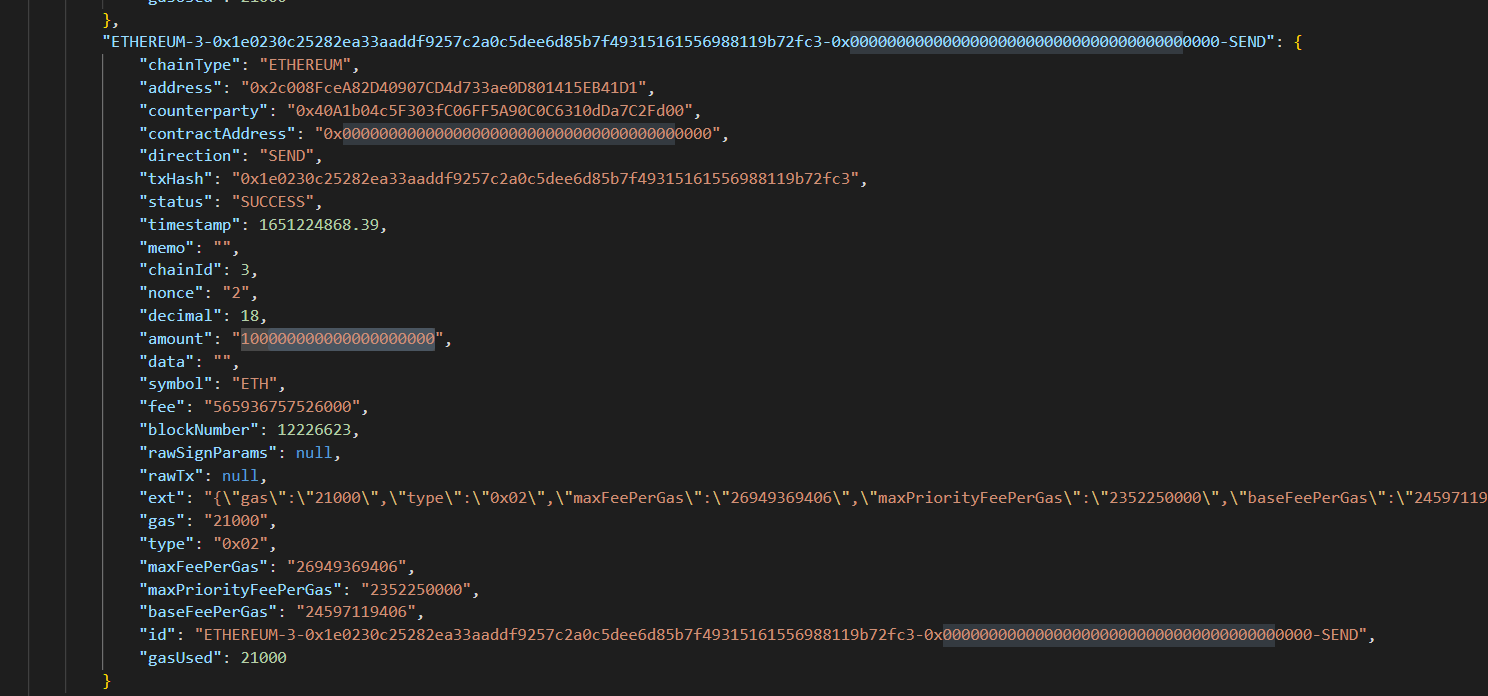 "gasUsed": 21000
},
"ETHEREUM-3-0x1e0230c25282ea33aaddf9257c2a0c5dee6d85b7f49315161556988119b72fc3-0x0000000000000000000000000000000000000000-SEND": {
"chainType": "ETHEREUM",
"address": "0x2c008FceA82D40907CD4d733ae0D801415EB41D1",
"counterparty": "0x40A1b04c5F303fC06FF5A90C0C6310dDa7C2Fd00",
"contractAddress": "0x0000000000000000000000000000000000000000",
"direction": "SEND",
"txHash": "0x1e0230c25282ea33aaddf9257c2a0c5dee6d85b7f49315161556988119b72fc3",
"status": "SUCCESS",
"timestamp": 1651224868.39,
"memo": "",
"chainId": 3,
"nonce": "2",
"decimal": 18,
"amount": "100000000000000000000",
"data": "",
"symbol": "ETH",
"fee": "565936757526000",
"blockNumber": 12226623,
"rawSignParams": null,
"rawTx": null,
"ext": "{\"gas\":\"21000\",\"type\":\"0x02\",\"maxFeePerGas\":\"26949369406\",\"maxPriorityFeePerGas\":\"2352250000\",\"baseFeePerGas\":\"24597119
"gas": "21000",
"type": "0x02",
"maxFeePerGas": "26949369406",
"maxPriorityFeePerGas": "2352250000",
"baseFeePerGas": "24597119406",
"id": "ETHEREUM-3-0x1e0230c25282ea33aaddf9257c2a0c5dee6d85b7f49315161556988119b72fc3-0x0000000000000000000000000000000000000000-SEND",
"gasUsed": 21000
}